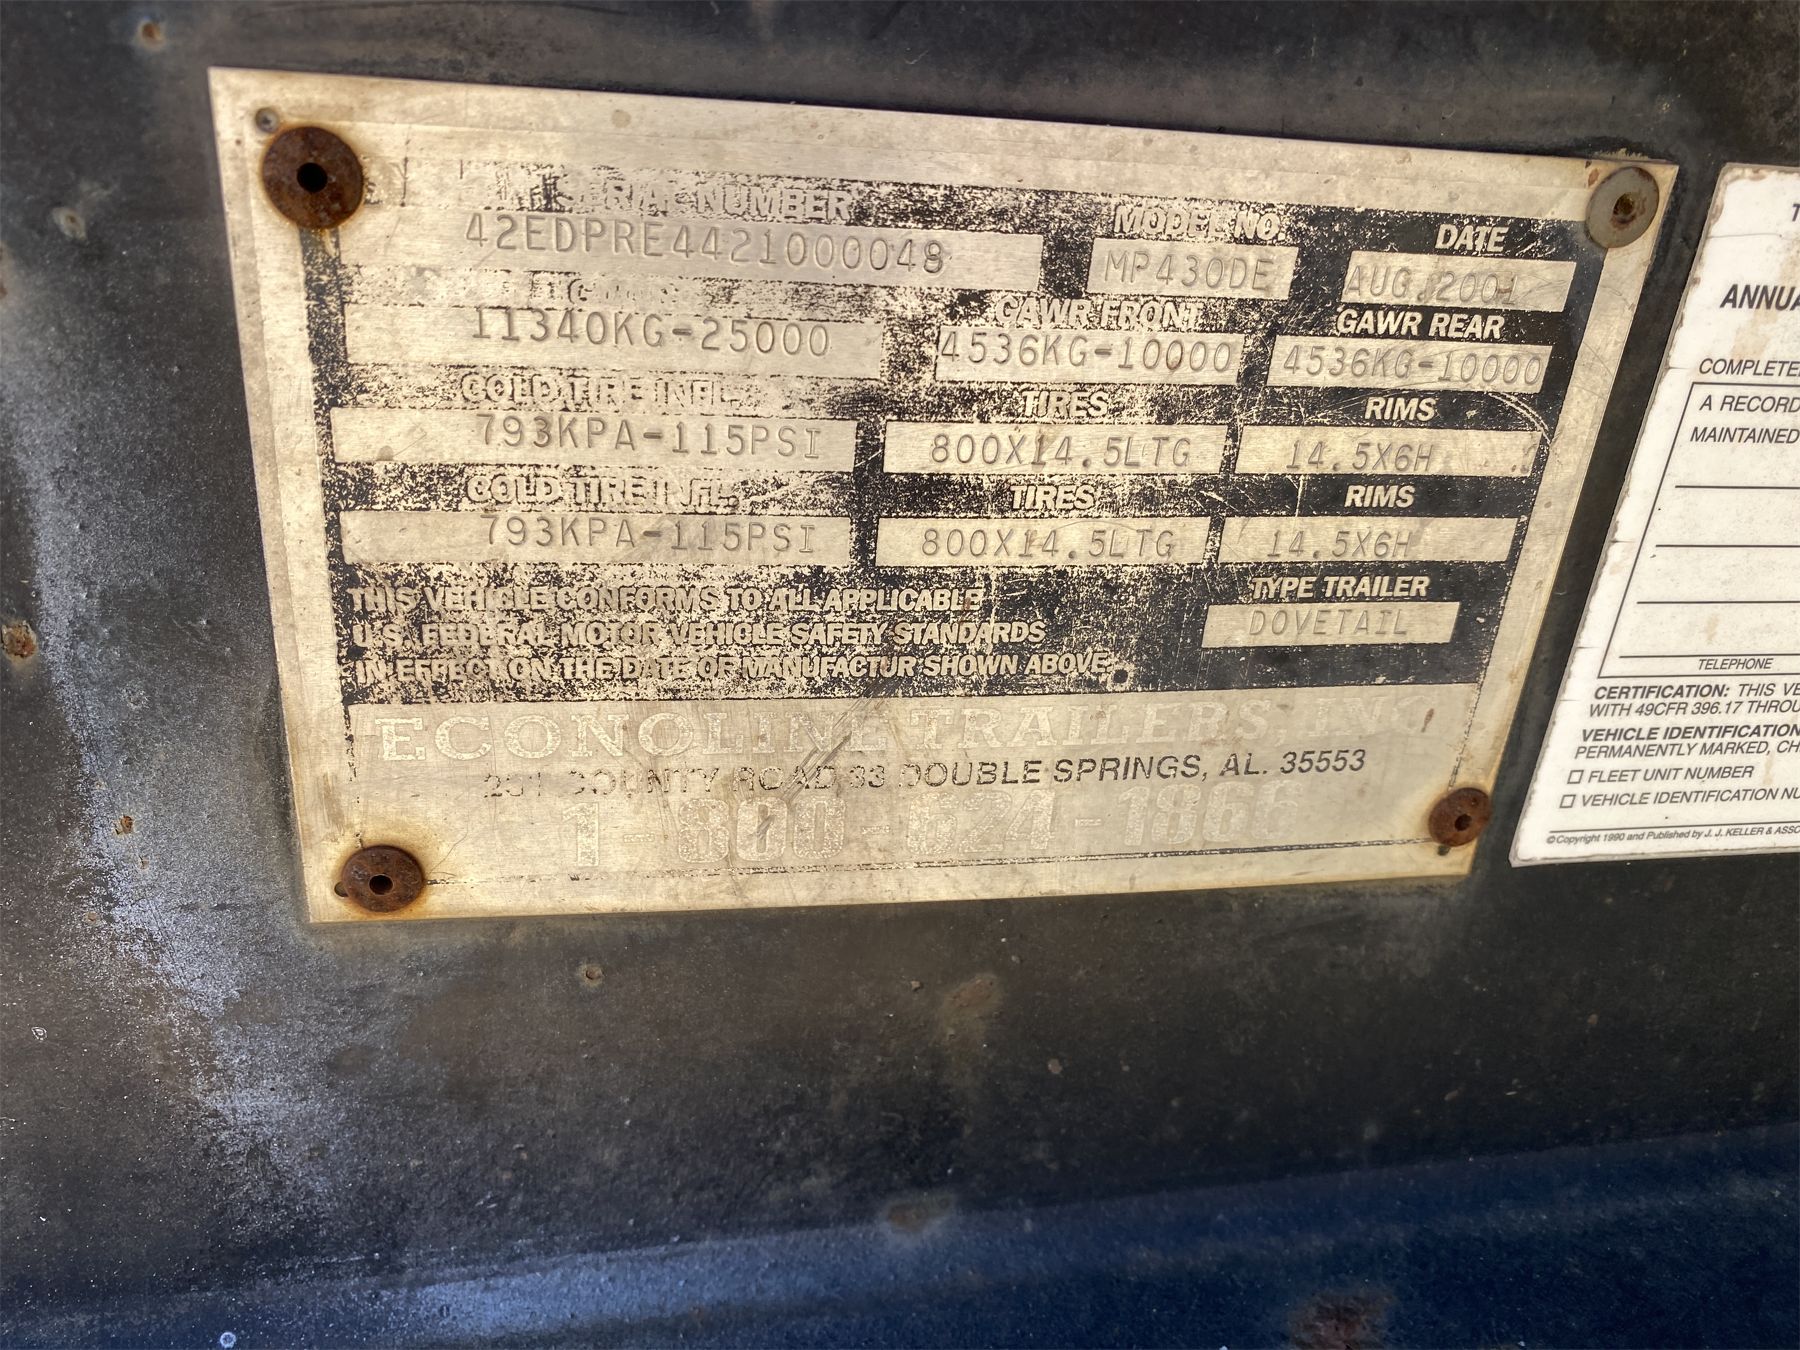 SERIAL NUMBER MODEL NO. DATE
42EDPRE4421000048 MP430DE AUG.2001
GAWR FRONT GAWR REAR
11340KG-25000 4536KG-10000 4536KG-10000
COLD TIRE INFL. TIRES RIMS
793KPA-115PSI 800X14.5LTG 14.5X6H
COLD TIRE INFL. TIRES RIMS
793KPA-115PSI 800X14.5LTG 14.5X6H
THIS VEHICLE CONFORMS TO ALL APPLICABLE
U.S. FEDERAL MOTOR VEHICLE SAFETY STANDARDS
IN EFFECT ON THE DATE OF MANUFACTUR SHOWN ABOVE.
TYPE TRAILER
DOVETAIL
ECONOLINE TRAILERS, INC
COUNTY ROAD 33 DOUBLE SPRINGS, AL. 35553
1-800-821-1866
ANNUA
COMPLETE
A RECORD
MAINTAINED
TELEPHONE
CERTIFICATION: THIS VE
WITH 49CFR 396.17 THROU
VEHICLE IDENTIFICATION
PERMANENTLY MARKED, CH
FLEET UNIT NUMBER
VEHICLE IDENTIFICATION NU
©Copyright 1990 and Published by J. J. KELLER & ASSO